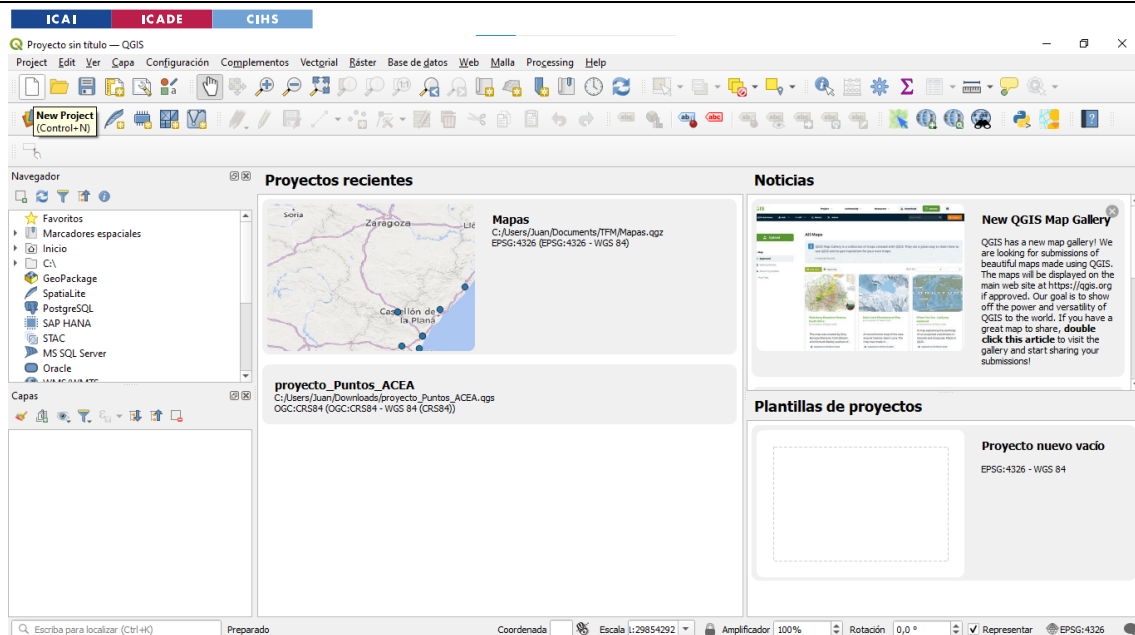 ICAI
ICADE
CIHS
Proyecto sin título — QGIS
Project Edit Ver Capa Configuración Complementos Vectorial Ráster Base de datos Web Malla Processing Help
New Project
(Control+N)
Navegador
Favoritos
Marcadores espaciales
Inicio
C:\
GeoPackage
SpatiaLite
PostgreSQL
SAP HANA
STAC
MS SQL Server
Oracle
WMS/WMTS
Capas
Proyectos recientes
Soria
Zaragoza
Castellón de
la Plana
Mapas
C:/Users/Juan/Documents/TFM/Mapas.qgz
EPSG:4326 (EPSG:4326 - WGS 84)
proyecto_Puntos_ACEA
C:/Users/Juan/Downloads/proyecto_Puntos_ACEA.qgs
OGC:CRS84 (OGC:CRS84 - WGS 84 (CRS84))
Noticias
All Maps
New QGIS Map Gallery
QGIS has a new map gallery! We
are looking for submissions of
beautiful maps made using QGIS.
The maps will be displayed on the
main web site at https://qgis.org
if approved. Our goal is to show
off the power and versatility of
QGIS to the world. If you have a
great map to share, double
click this article to visit the
gallery and start sharing your
submissions!
Plantillas de proyectos
Proyecto nuevo vacío
EPSG:4326 - WGS 84
Escriba para localizar (Ctrl+K)
Preparado
Coordenada
Escala 1:29854292
Amplificador 100%
Rotación 0,0 °
Representar
EPSG:4326